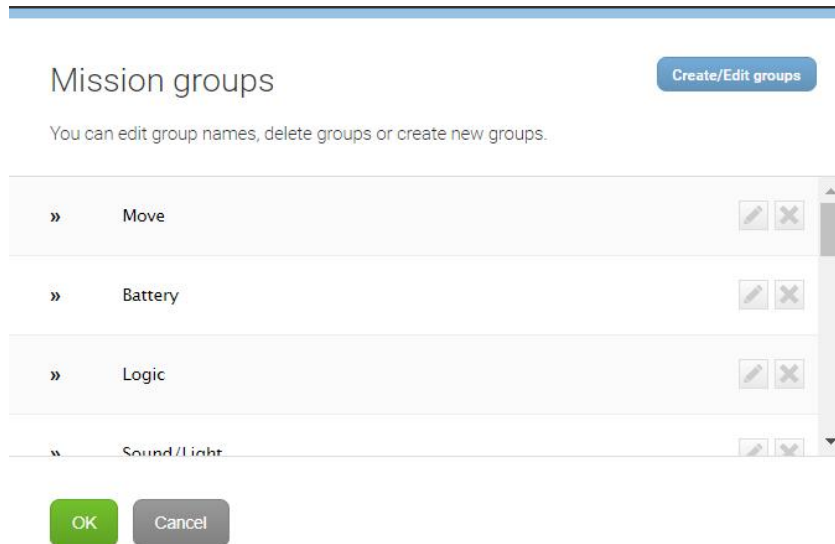 Mission groups
Create/Edit groups
You can edit group names, delete groups or create new groups.
» Move
» Battery
» Logic
» Sound/Light
OK
Cancel